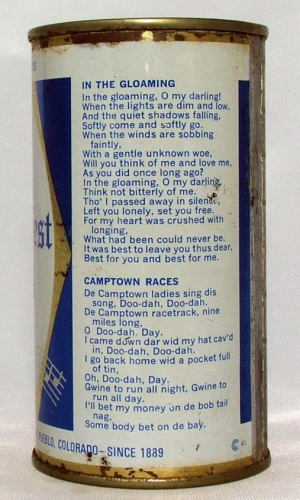 IN THE GLOAMING
In the gloaming, O my darling!
When the lights are dim and low.
And the quiet shadows falling,
Softly come and softly go.
When the winds are sobbing
faintly,
With a gentle unknown woe,
Will you think of me and love me,
As you did once long ago?
In the gloaming, O my darling,
Think not bitterly of me.
Tho' I passed away in silence,
Left you lonely, set you free.
For my heart was crushed with
longing,
What had been could never be.
It was best to leave you thus dear,
Best for you and best for me.
CAMPTOWN RACES
De Camptown ladies sing dis
song, Doo-dah, Doo-dah.
De Camptown racetrack, nine
miles long,
O Doo-dah. Day.
I came down dar wid my hat cav'd
in, Doo-dah, Doo-dah.
I go back home wid a pocket full
of tin,
Oh, Doo-dah, Day.
Gwine to run all night, Gwine to
run all day.
I'll bet my money on de bob tail
nag,
Some body bet on de bay.
PUEBLO, COLORADO — SINCE 1889